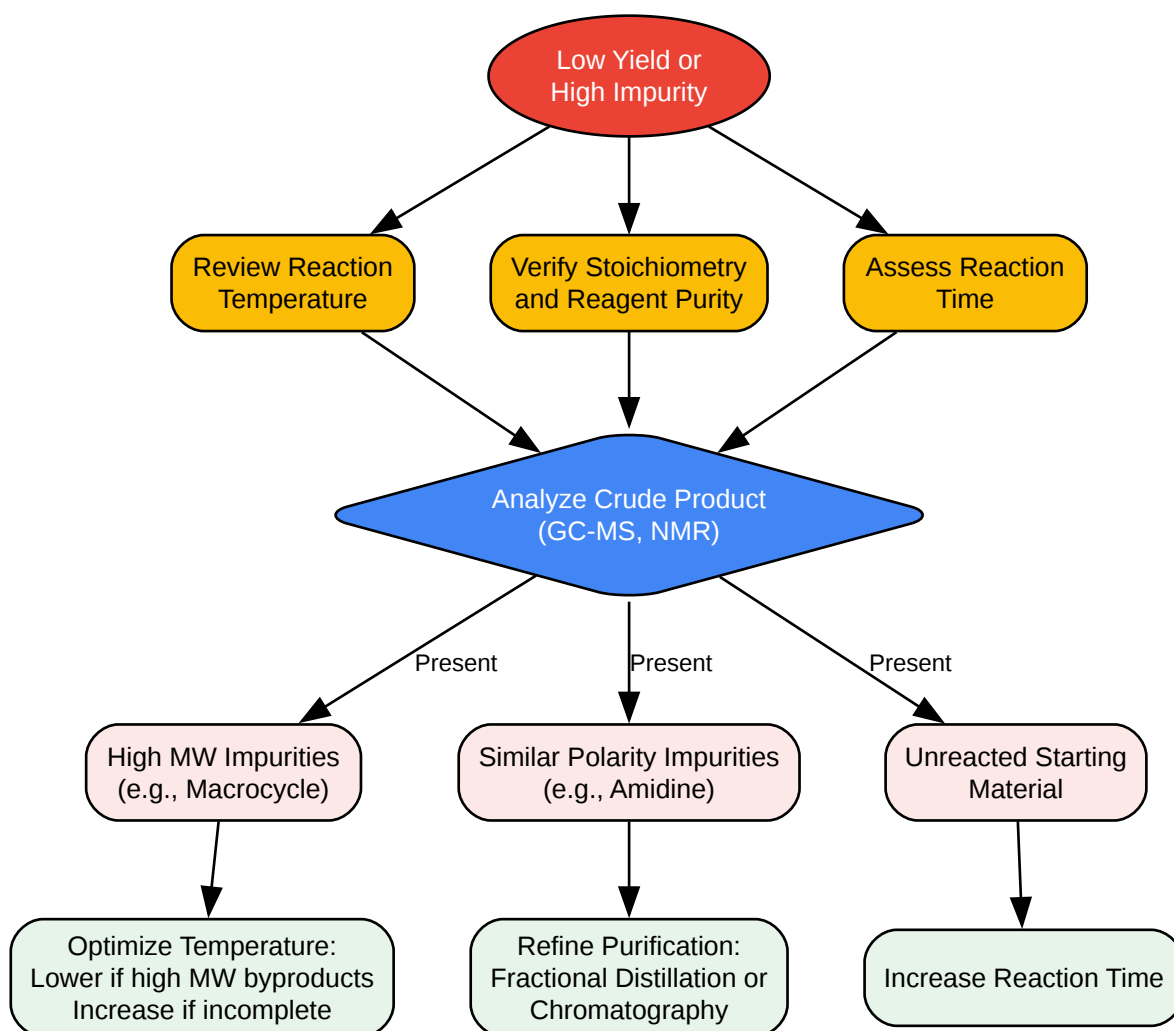 Low Yield or
High Impurity
Review Reaction
Temperature
Verify Stoichiometry
and Reagent Purity
Assess Reaction
Time
Analyze Crude Product
(GC-MS, NMR)
Present
Present
Present
High MW Impurities
(e.g., Macrocycle)
Similar Polarity Impurities
(e.g., Amidine)
Unreacted Starting
Material
Optimize Temperature:
Lower if high MW byproducts
Increase if incomplete
Refine Purification:
Fractional Distillation or
Chromatography
Increase Reaction Time